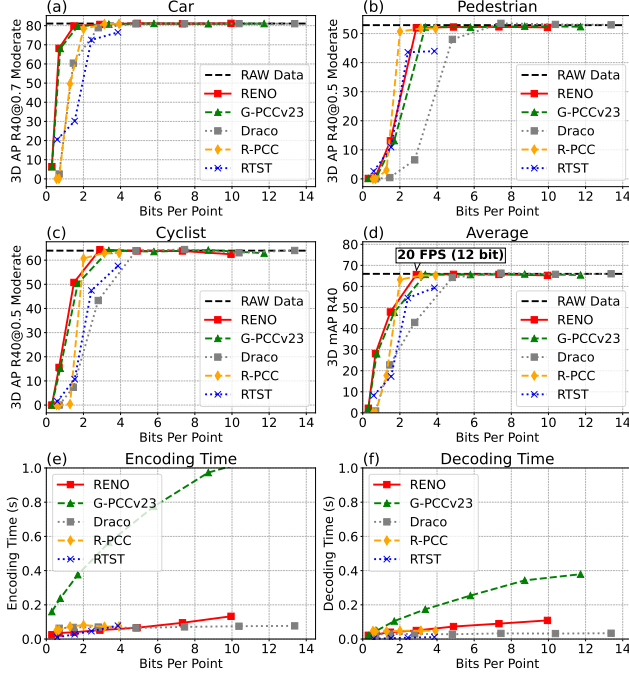 (a) Car
3D AP R40@0.7 Moderate
80
70
60
50
40
30
20
10
0
RAW Data
RENO
G-PCCv23
Draco
R-PCC
RTST
0 2 4 6 8 10 12 14
Bits Per Point
(b) Pedestrian
3D AP R40@0.5 Moderate
50
40
30
20
10
0
RAW Data
RENO
G-PCCv23
Draco
R-PCC
RTST
0 2 4 6 8 10 12 14
Bits Per Point
(c) Cyclist
3D AP R40@0.5 Moderate
60
50
40
30
20
10
0
RAW Data
RENO
G-PCCv23
Draco
R-PCC
RTST
0 2 4 6 8 10 12 14
Bits Per Point
(d) Average
3D mAP R40
80
70
60
50
40
30
20
10
0
20 FPS (12 bit)
RAW Data
RENO
G-PCCv23
Draco
R-PCC
RTST
0 2 4 6 8 10 12 14
Bits Per Point
(e) Encoding Time
Encoding Time (s)
1.0
0.8
0.6
0.4
0.2
0.0
RENO
G-PCCv23
Draco
R-PCC
RTST
0 2 4 6 8 10 12 14
Bits Per Point
(f) Decoding Time
Decoding Time (s)
1.0
0.8
0.6
0.4
0.2
0.0
RENO
G-PCCv23
Draco
R-PCC
RTST
0 2 4 6 8 10 12 14
Bits Per Point